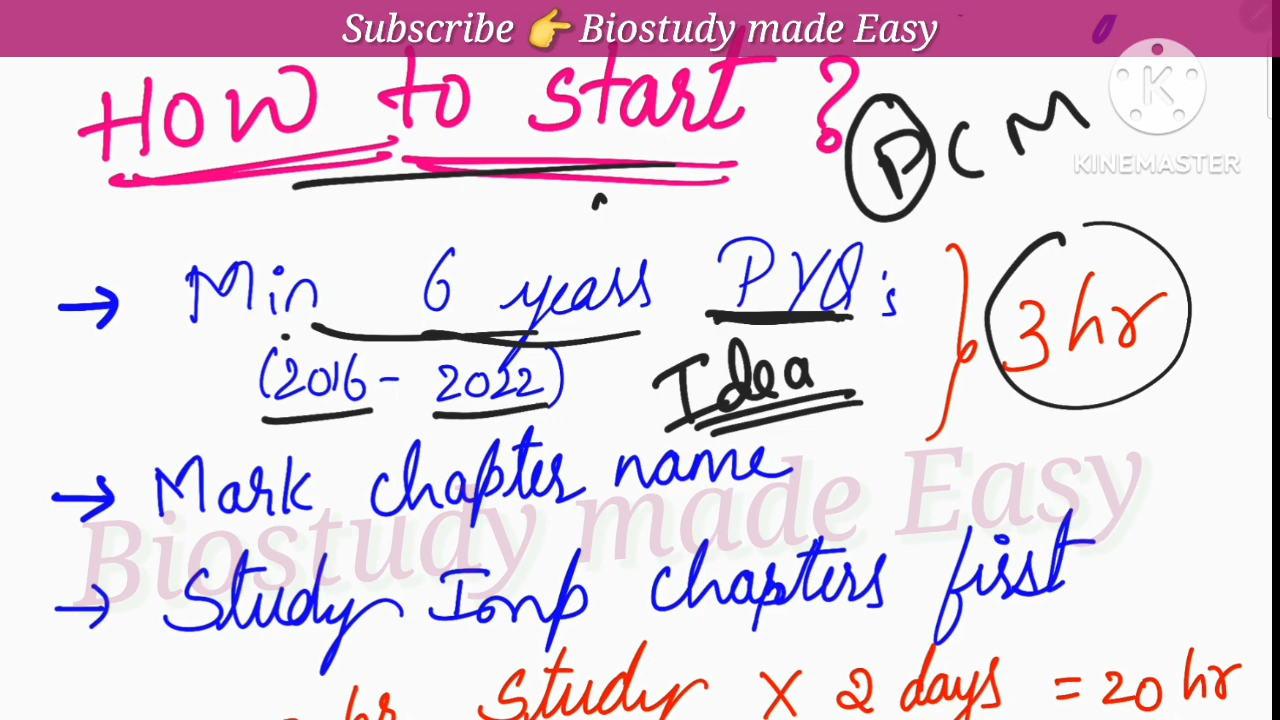 Subscribe 👉 Biostudy made Easy
How to start ?
P C M
KINEMASTER
→ Min 6 years PYQ's } 3 hr
(2016 - 2022) Idea
→ Mark chapter name
Biostudy made Easy
→ Study Imp chapters first
hr Study X 2 days = 20 hr